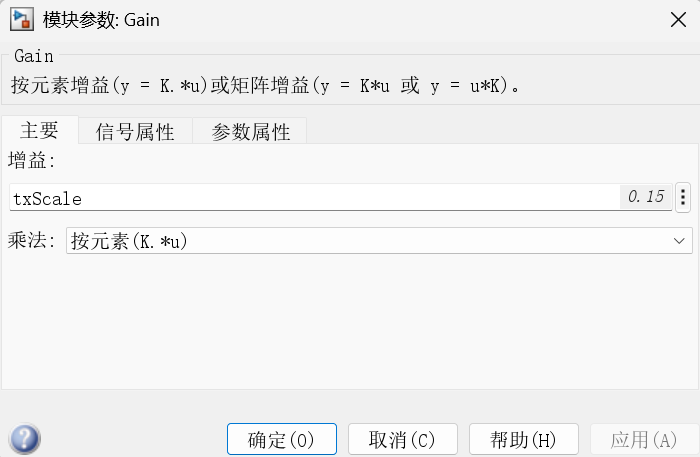 模块参数: Gain
Gain
按元素增益(y = K.*u)或矩阵增益(y = K*u 或 y = u*K)。
主要 信号属性 参数属性
增益:
txScale 0.15
乘法: 按元素(K.*u)
确定(O) 取消(C) 帮助(H) 应用(A)